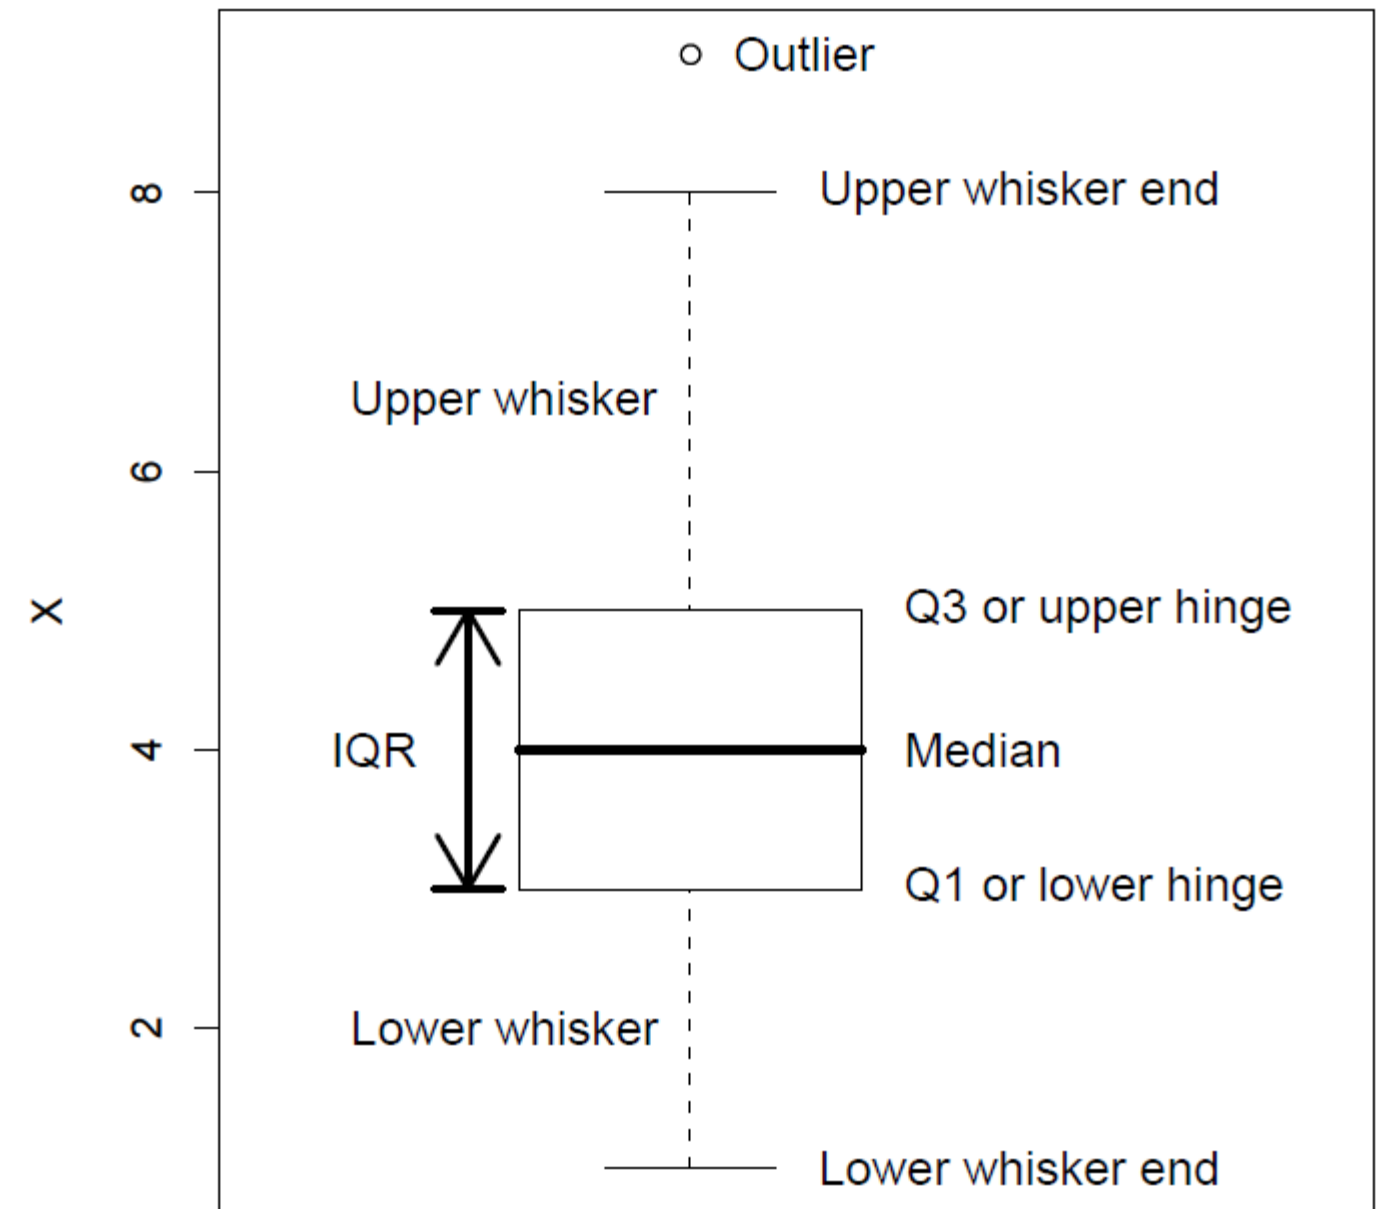 Outlier
8
Upper whisker end
Upper whisker
6
X
Q3 or upper hinge
IQR
4
Median
Q1 or lower hinge
2
Lower whisker
Lower whisker end